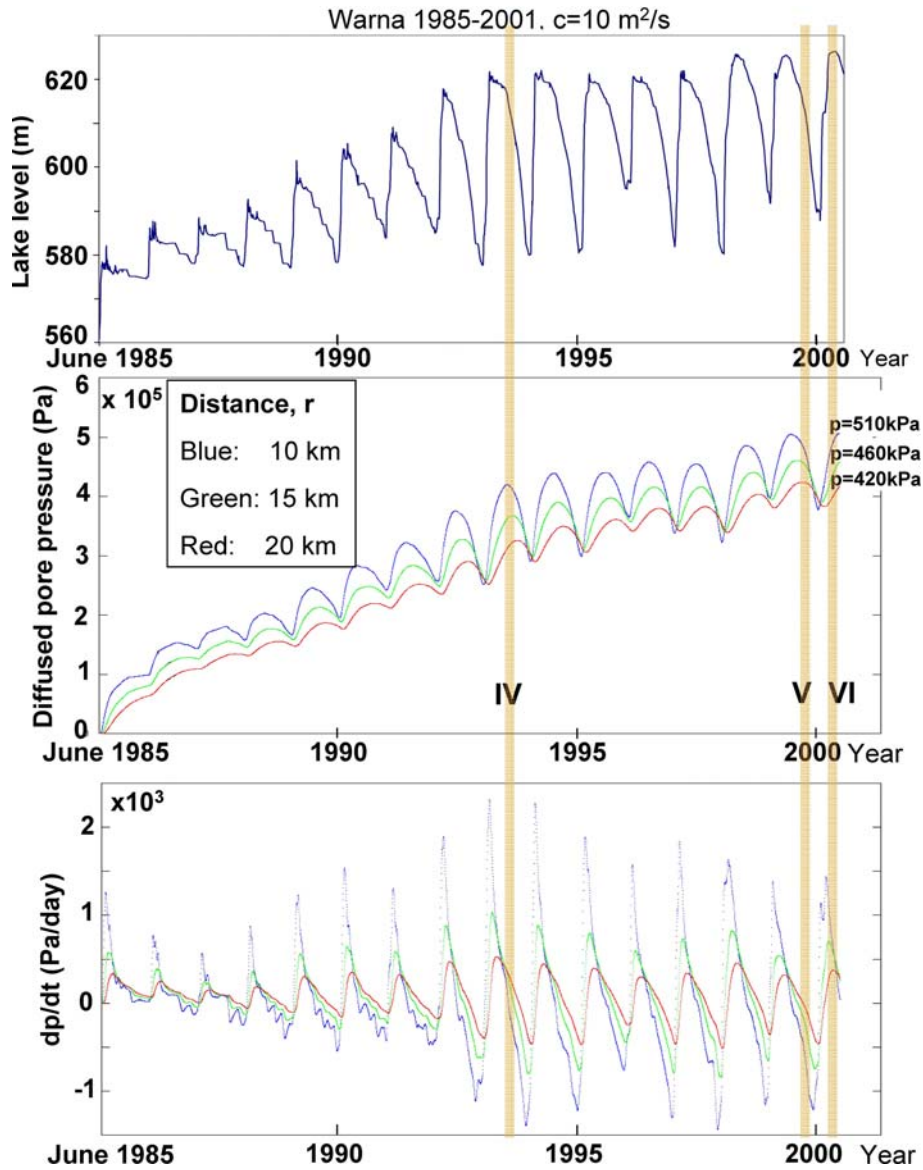 Warna 1985-2001, c=10 m²/s
Lake level (m)
620
600
580
560
June 1985 1990 1995 2000 Year
Diffused pore pressure (Pa)
x 10⁵
6
5
4
3
2
1
0
Distance, r
Blue: 10 km
Green: 15 km
Red: 20 km
p=510kPa
p=460kPa
p=420kPa
IV V VI
June 1985 1990 1995 2000 Year
dp/dt (Pa/day)
x10³
2
1
0
-1
June 1985 1990 1995 2000 Year